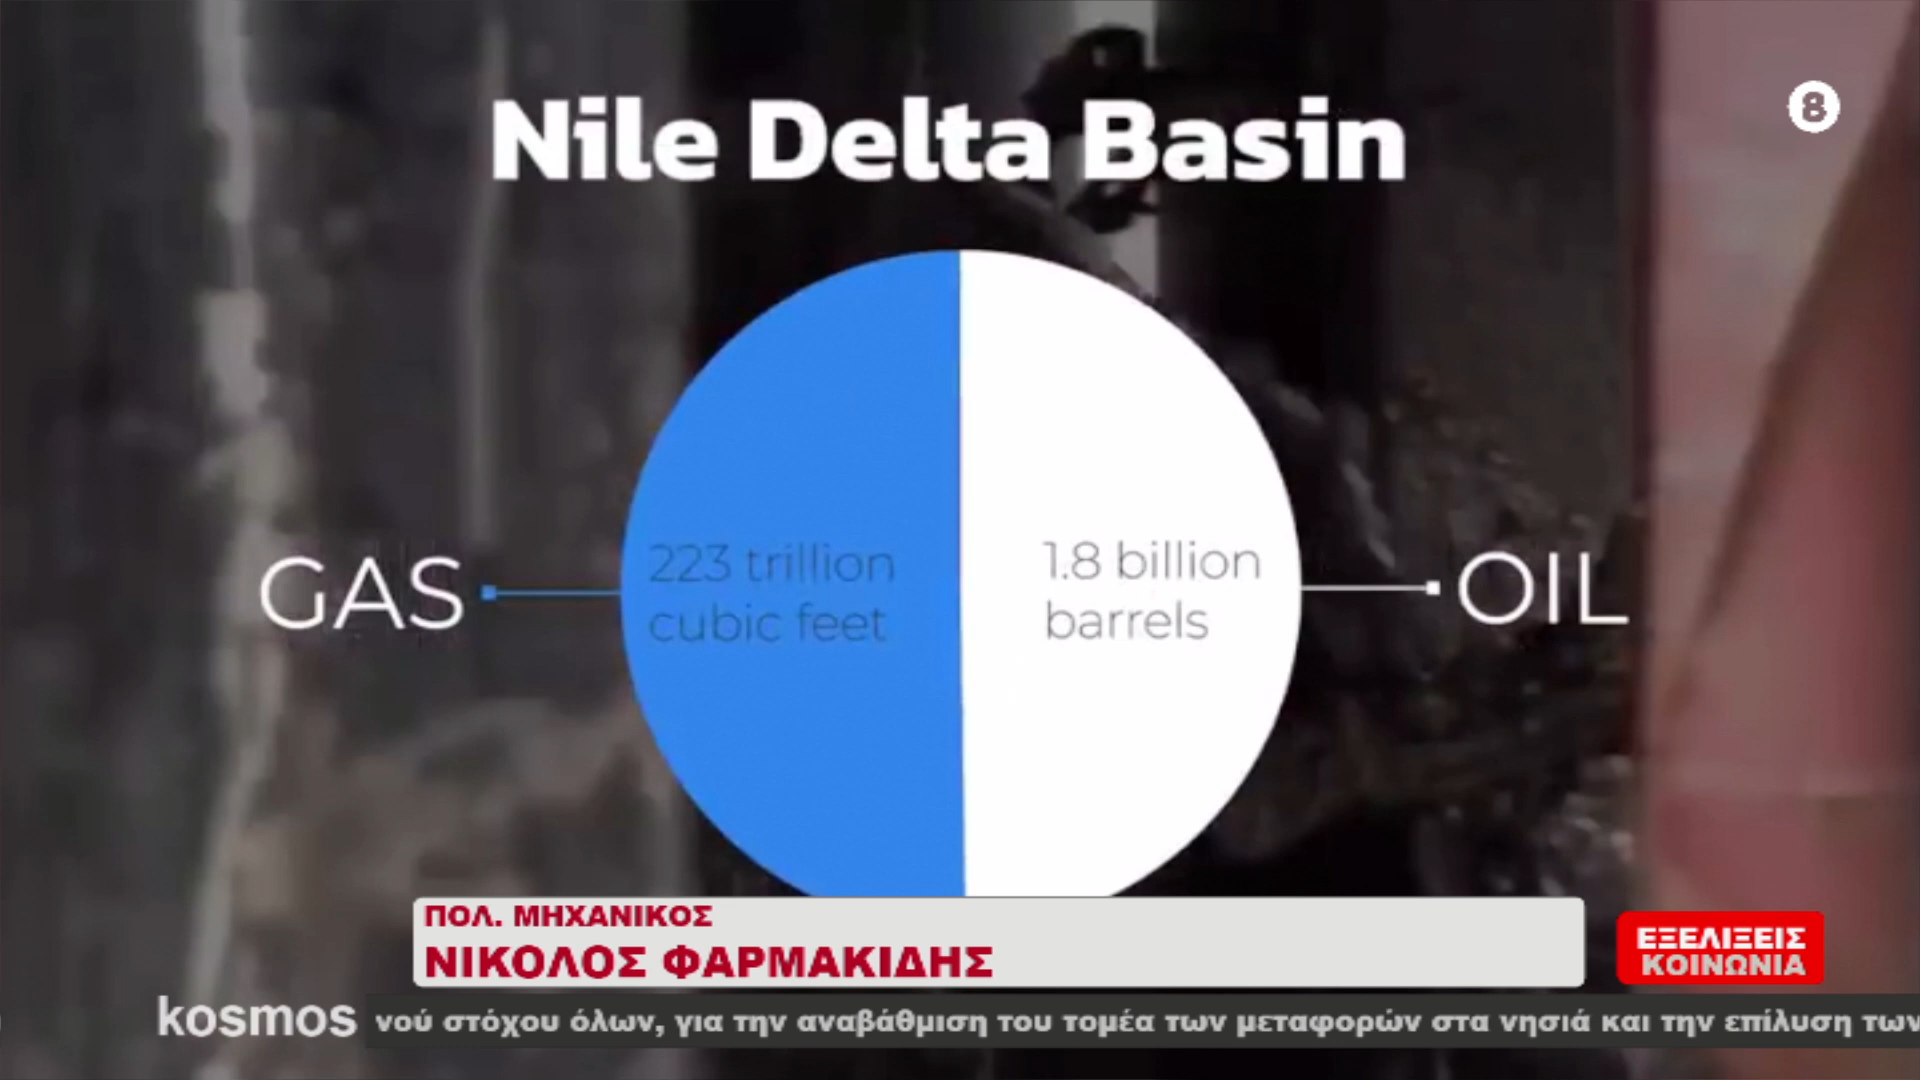 8
Nile Delta Basin
GAS
223 trillion
cubic feet
1.8 billion
barrels
OIL
ΠΟΛ. ΜΗΧΑΝΙΚΟΣ
ΝΙΚΟΛΟΣ ΦΑΡΜΑΚΙΔΗΣ
ΕΞΕΛΙΞΕΙΣ
ΚΟΙΝΩΝΙΑ
kosmos
νού στόχου όλων, για την αναβάθμιση του τομέα των μεταφορών στα νησιά και την επίλυση των